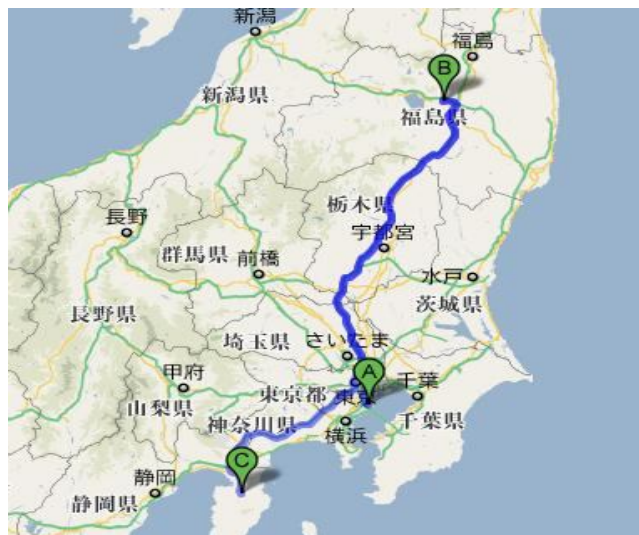 新潟
福島
B
新潟県
福島県
栃木県
長野
宇都宮
群馬県
前橋
水戸
茨城県
長野県
埼玉県
さいたま
A
甲府
東京都
東京
千葉
山梨県
神奈川県
横浜
千葉県
C
静岡
静岡県